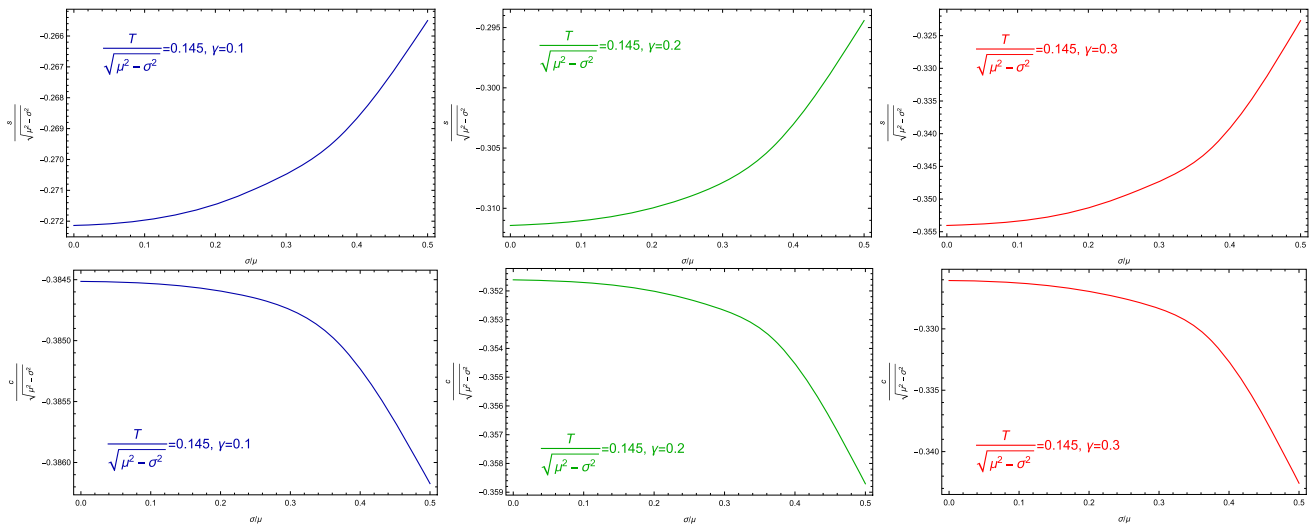 s
√μ² − σ²
−0.266
−0.267
−0.268
−0.269
−0.270
−0.271
−0.272
T
√μ² − σ² =0.145, γ=0.1
0.0 0.1 0.2 0.3 0.4 0.5
σ/μ
s
√μ² − σ²
−0.295
−0.300
−0.305
−0.310
T
√μ² − σ² =0.145, γ=0.2
0.0 0.1 0.2 0.3 0.4 0.5
σ/μ
s
√μ² − σ²
−0.325
−0.330
−0.335
−0.340
−0.345
−0.350
−0.355
T
√μ² − σ² =0.145, γ=0.3
0.0 0.1 0.2 0.3 0.4 0.5
σ/μ
c
√μ² − σ²
−0.3845
−0.3850
−0.3855
−0.3860
T
√μ² − σ² =0.145, γ=0.1
0.0 0.1 0.2 0.3 0.4 0.5
σ/μ
c
√μ² − σ²
−0.352
−0.353
−0.354
−0.355
−0.356
−0.357
−0.358
−0.359
T
√μ² − σ² =0.145, γ=0.2
0.0 0.1 0.2 0.3 0.4 0.5
σ/μ
c
√μ² − σ²
−0.330
−0.335
−0.340
T
√μ² − σ² =0.145, γ=0.3
0.0 0.1 0.2 0.3 0.4 0.5
σ/μ